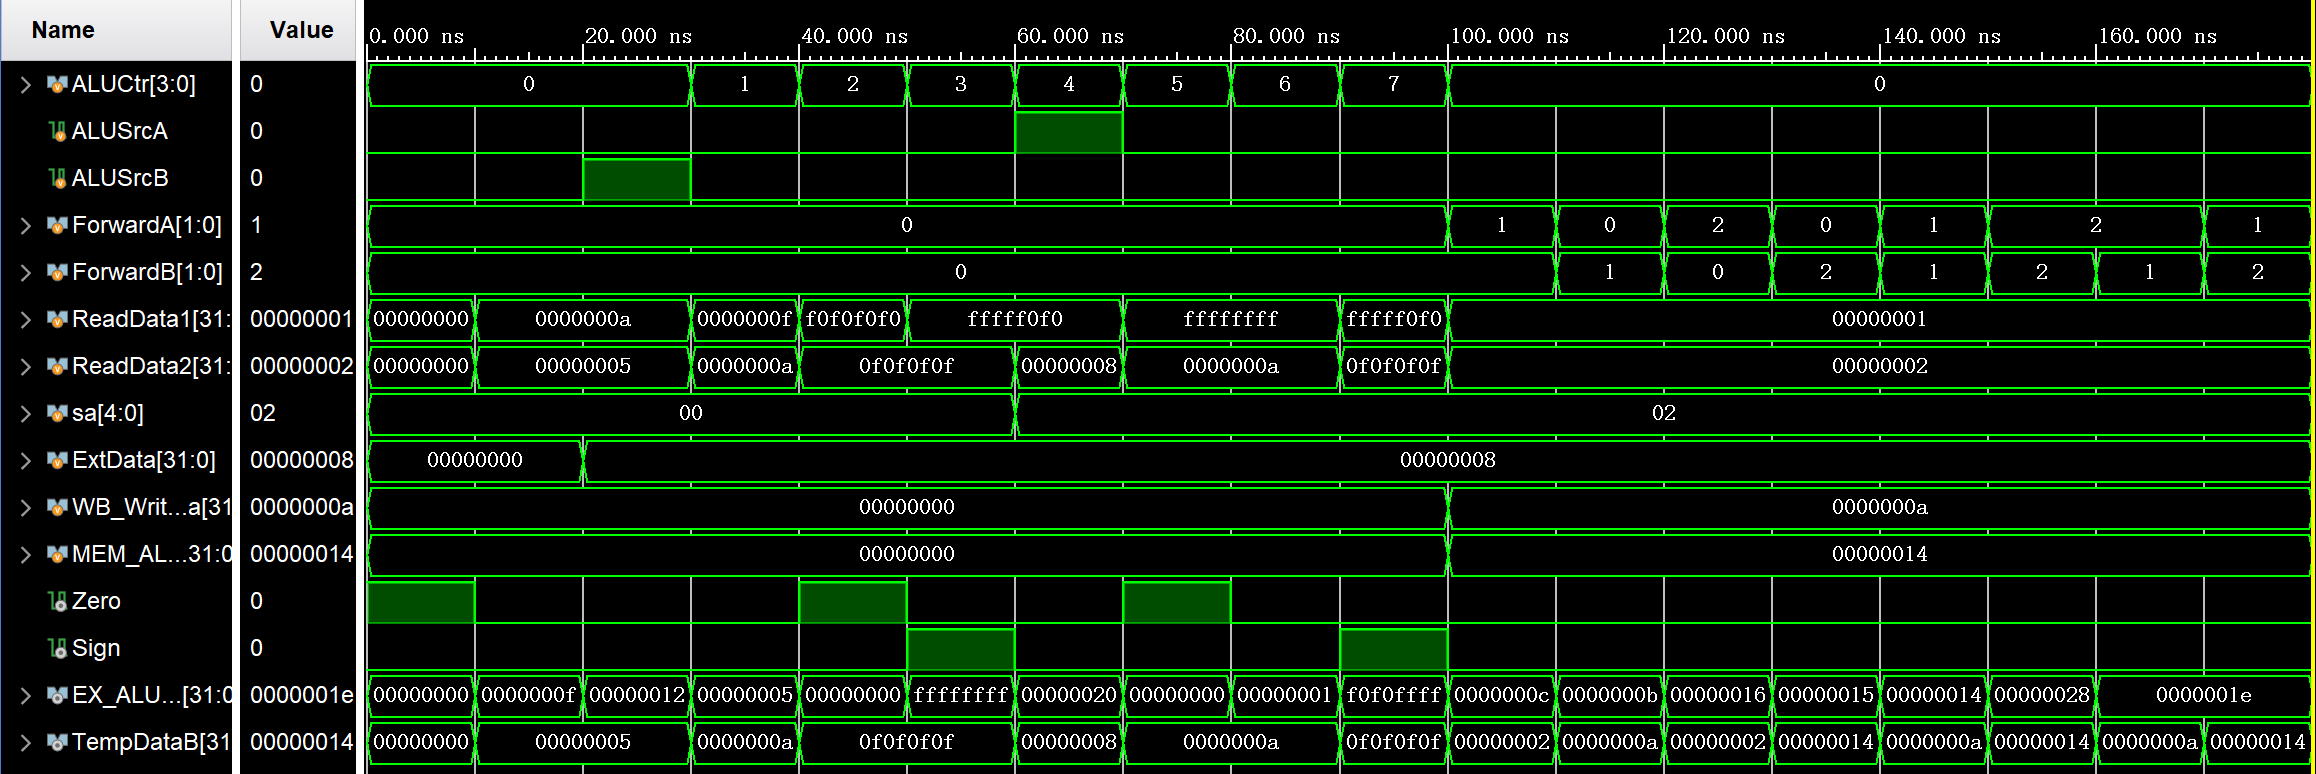 Name Value 0.000 ns 20.000 ns 40.000 ns 60.000 ns 80.000 ns 100.000 ns 120.000 ns 140.000 ns 160.000 ns
ALUCtr[3:0] 0 0 1 2 3 4 5 6 7 0
ALUSrcA 0
ALUSrcB 0
ForwardA[1:0] 1 0 1 0 2 0 1 2 1
ForwardB[1:0] 2 0 1 0 2 1 2 1 2
ReadData1[31: 00000001 00000000 0000000a 0000000f f0f0f0f0 fffff0f0 ffffffff fffff0f0 00000001
ReadData2[31: 00000002 00000000 00000005 0000000a 0f0f0f0f 00000008 0000000a 0f0f0f0f 00000002
sa[4:0] 02 00 02
ExtData[31:0] 00000008 00000000 00000008
WB_Writ...a[31 0000000a 00000000 0000000a
MEM_AL...31:0 00000014 00000000 00000014
Zero 0
Sign 0
EX_ALU...[31:0 0000001e 00000000 0000000f 00000012 00000005 00000000 ffffffff 00000020 00000000 00000001 f0f0ffff 0000000c 0000000b 00000016 00000015 00000014 00000028 0000001e
TempDataB[31 00000014 00000000 00000005 0000000a 0f0f0f0f 00000008 0000000a 0f0f0f0f 00000002 0000000a 00000002 00000014 0000000a 00000014 0000000a 00000014